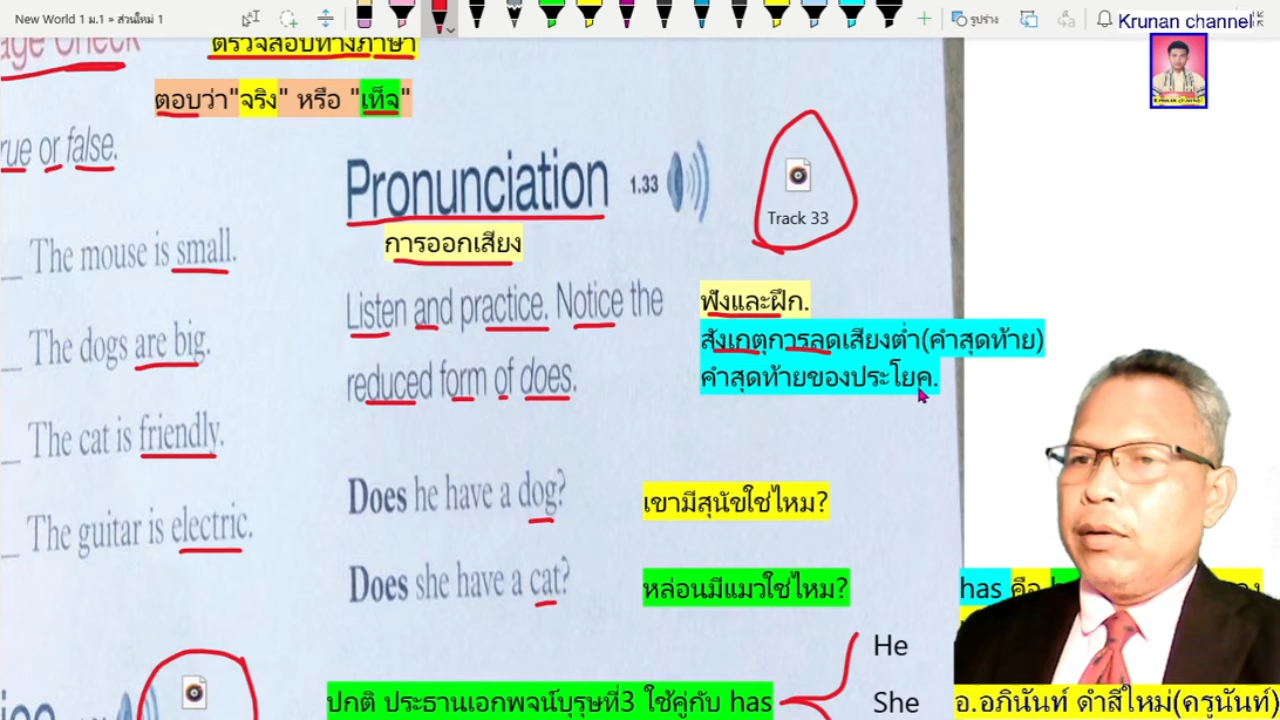 New World 1 ม.1 » ส่วนใหม่ 1
รูปร่าง
Krunan channel
age Check
ตรวจสอบทางภาษา
ตอบว่า"จริง" หรือ "เท็จ"
rue or false.
Pronunciation 1.33
Track 33
การออกเสียง
The mouse is small.
Listen and practice. Notice the
reduced form of does.
ฟังและฝึก.
สังเกตุการลดเสียงต่ำ(คำสุดท้าย)
คำสุดท้ายของประโยค.
The dogs are big.
The cat is friendly.
Does he have a dog?
เขามีสุนัขใช่ไหม?
The guitar is electric.
Does she have a cat?
หล่อนมีแมวใช่ไหม?
has คือ
He
ปกติ ประธานเอกพจน์บุรุษที่3 ใช้คู่กับ has
She
อ.อภินันท์ ดำสีใหม่(ครูนันท์)